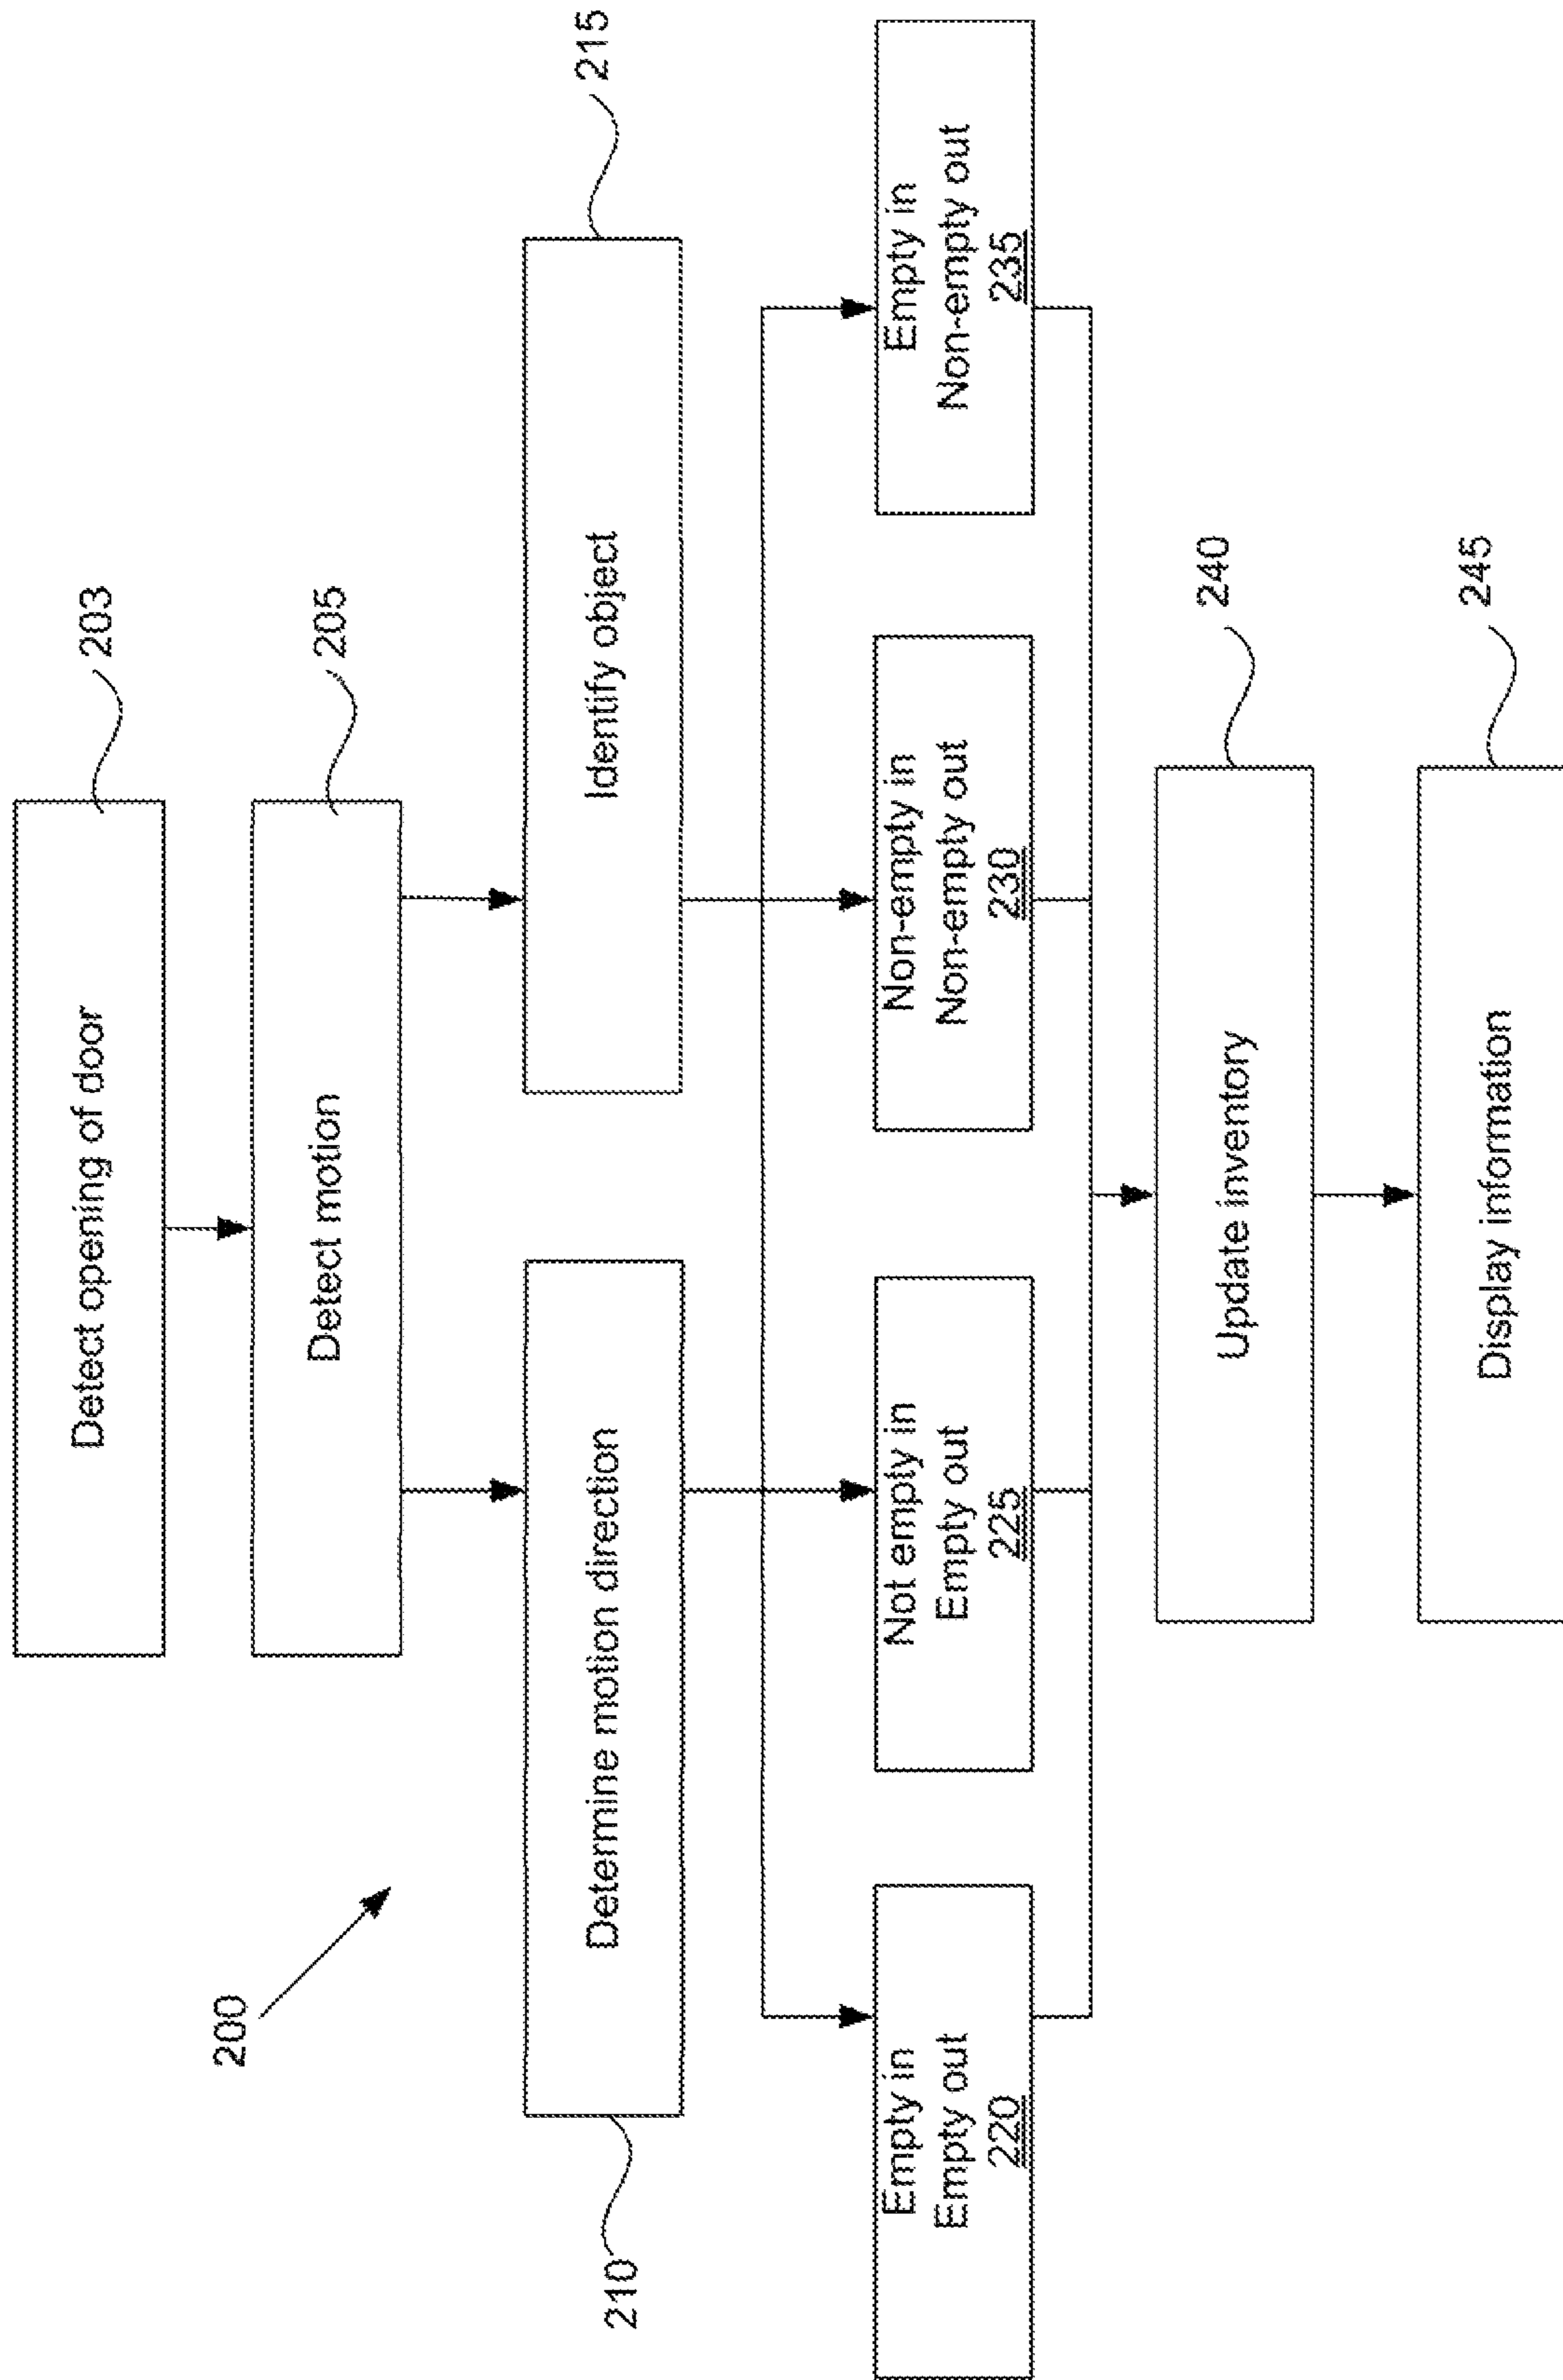 200
Detect opening of door
203
Detect motion
205
Determine motion direction
210
Identify object
215
Empty in
Empty out
220
Not empty in
Empty out
225
Non-empty in
Non-empty out
230
Empty in
Non-empty out
235
Update inventory
240
Display information
245